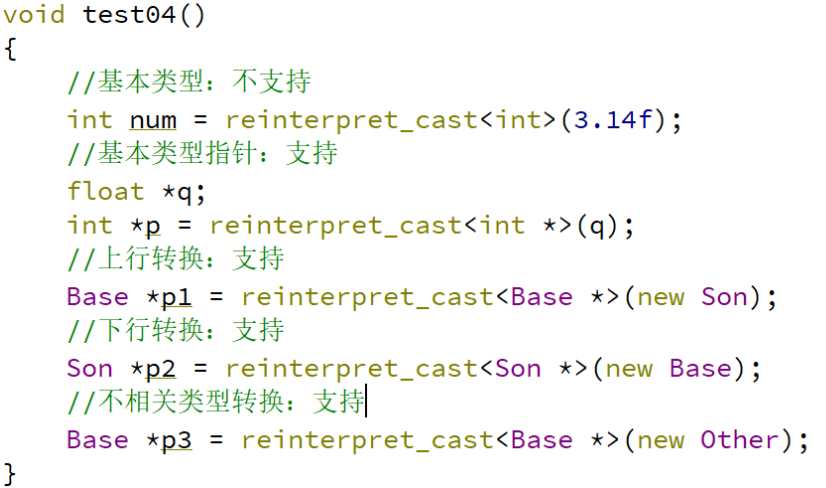 void test04()
{
    //基本类型：不支持
    int num = reinterpret_cast<int>(3.14f);
    //基本类型指针：支持
    float *q;
    int *p = reinterpret_cast<int *>(q);
    //上行转换：支持
    Base *p1 = reinterpret_cast<Base *>(new Son);
    //下行转换：支持
    Son *p2 = reinterpret_cast<Son *>(new Base);
    //不相关类型转换：支持
    Base *p3 = reinterpret_cast<Base *>(new Other);
}